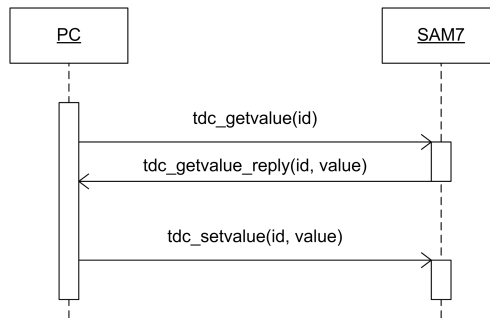 PC
SAM7
tdc_getvalue(id)
tdc_getvalue_reply(id, value)
tdc_setvalue(id, value)